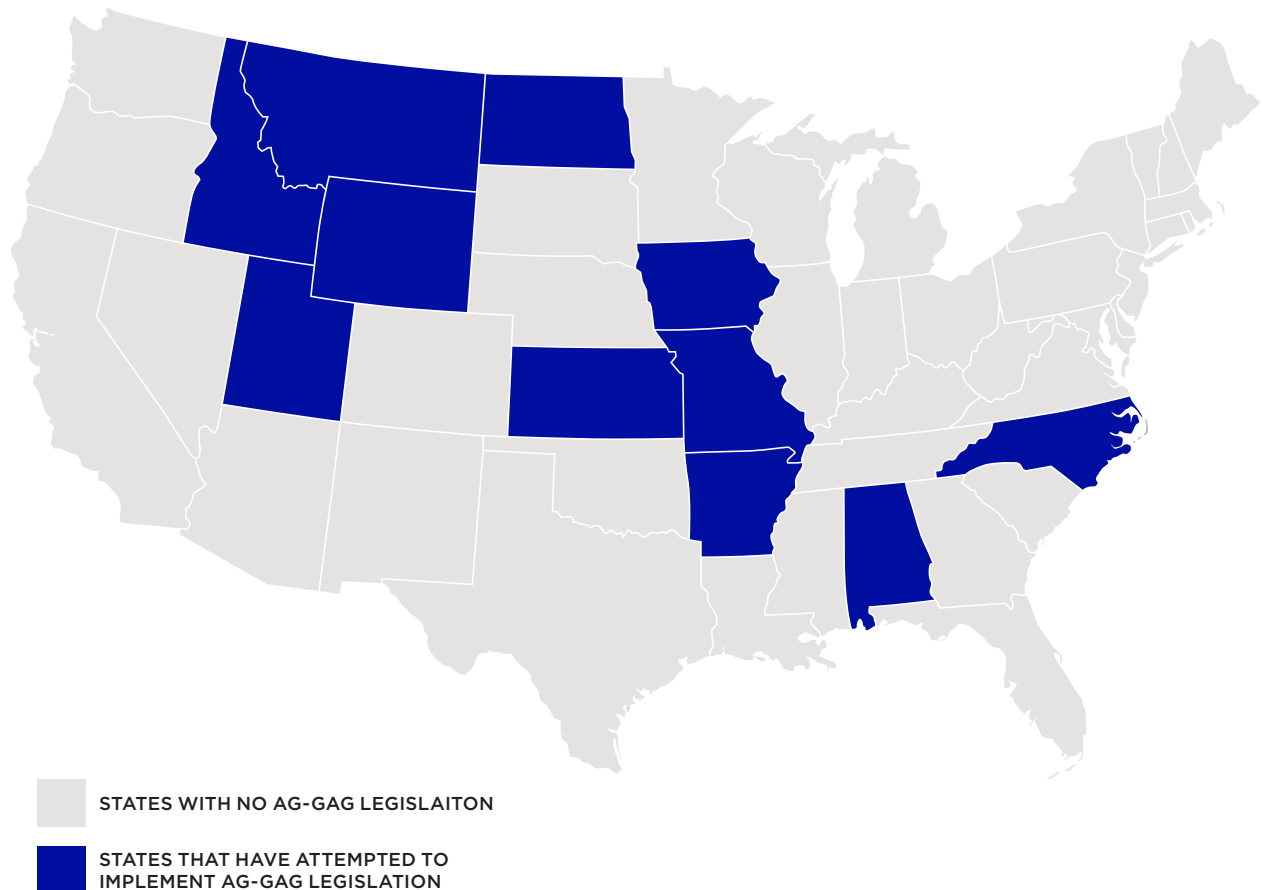 STATES WITH NO AG-GAG LEGISLAITON
STATES THAT HAVE ATTEMPTED TO
IMPLEMENT AG-GAG LEGISLATION